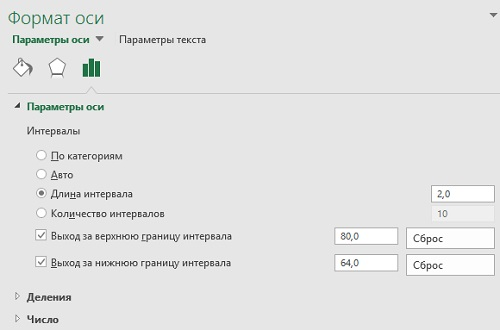 Формат оси
Параметры оси Параметры текста
Параметры оси
Интервалы
По категориям
Авто
Длина интервала 2,0
Количество интервалов 10
Выход за верхнюю границу интервала 80,0 Сброс
Выход за нижнюю границу интервала 64,0 Сброс
Деления
Число